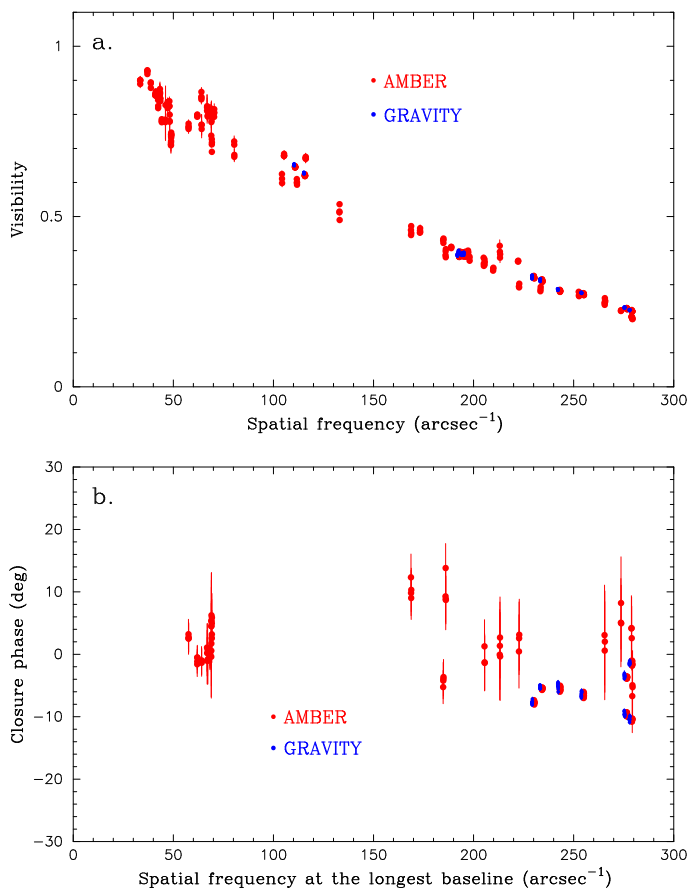 a.
AMBER
GRAVITY
Visibility
1
0.5
0
0 50 100 150 200 250 300
Spatial frequency (arcsec⁻¹)
b.
AMBER
GRAVITY
Closure phase (deg)
30
20
10
0
−10
−20
−30
0 50 100 150 200 250 300
Spatial frequency at the longest baseline (arcsec⁻¹)